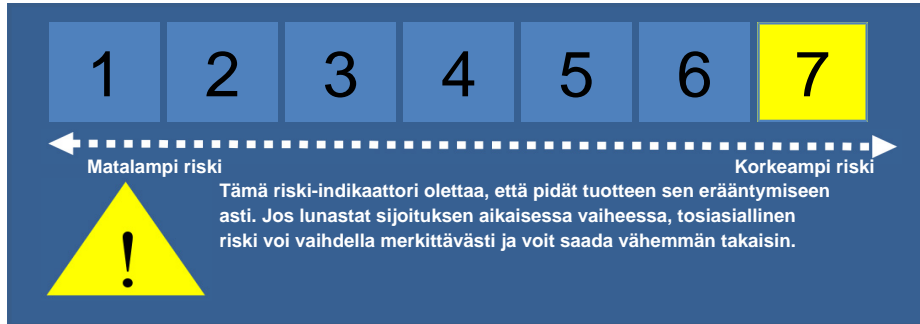 1 2 3 4 5 6 7
Matalampi riski Korkeampi riski
Tämä riski-indikaattori olettaa, että pidät tuotteen sen erääntymiseen
asti. Jos lunastat sijoituksen aikaisessa vaiheessa, tosiasiallinen
riski voi vaihdella merkittävästi ja voit saada vähemmän takaisin.
!